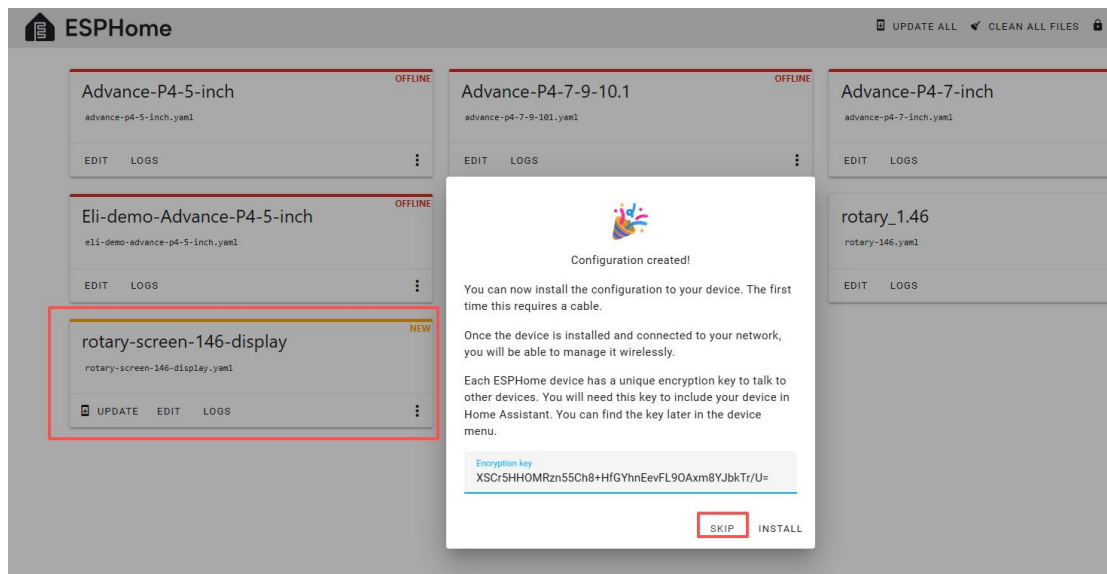 ESPHome
UPDATE ALL
CLEAN ALL FILES
OFFLINE
Advance-P4-5-inch
advance-p4-5-inch.yaml
EDIT LOGS
OFFLINE
Advance-P4-7-9-10.1
advance-p4-7-9-101.yaml
EDIT LOGS
Advance-P4-7-inch
advance-p4-7-inch.yaml
EDIT LOGS
OFFLINE
Eli-demo-Advance-P4-5-inch
eli-demo-advance-p4-5-inch.yaml
EDIT LOGS
rotary_1.46
rotary-146.yaml
EDIT LOGS
NEW
rotary-screen-146-display
rotary-screen-146-display.yaml
UPDATE EDIT LOGS
Configuration created!
You can now install the configuration to your device. The first
time this requires a cable.
Once the device is installed and connected to your network,
you will be able to manage it wirelessly.
Each ESPHome device has a unique encryption key to talk to
other devices. You will need this key to include your device in
Home Assistant. You can find the key later in the device
menu.
Encryption key
XSCr5HHOMRzn55Ch8+HfGYhnEevFL9OAxm8YJbkTr/U=
SKIP INSTALL